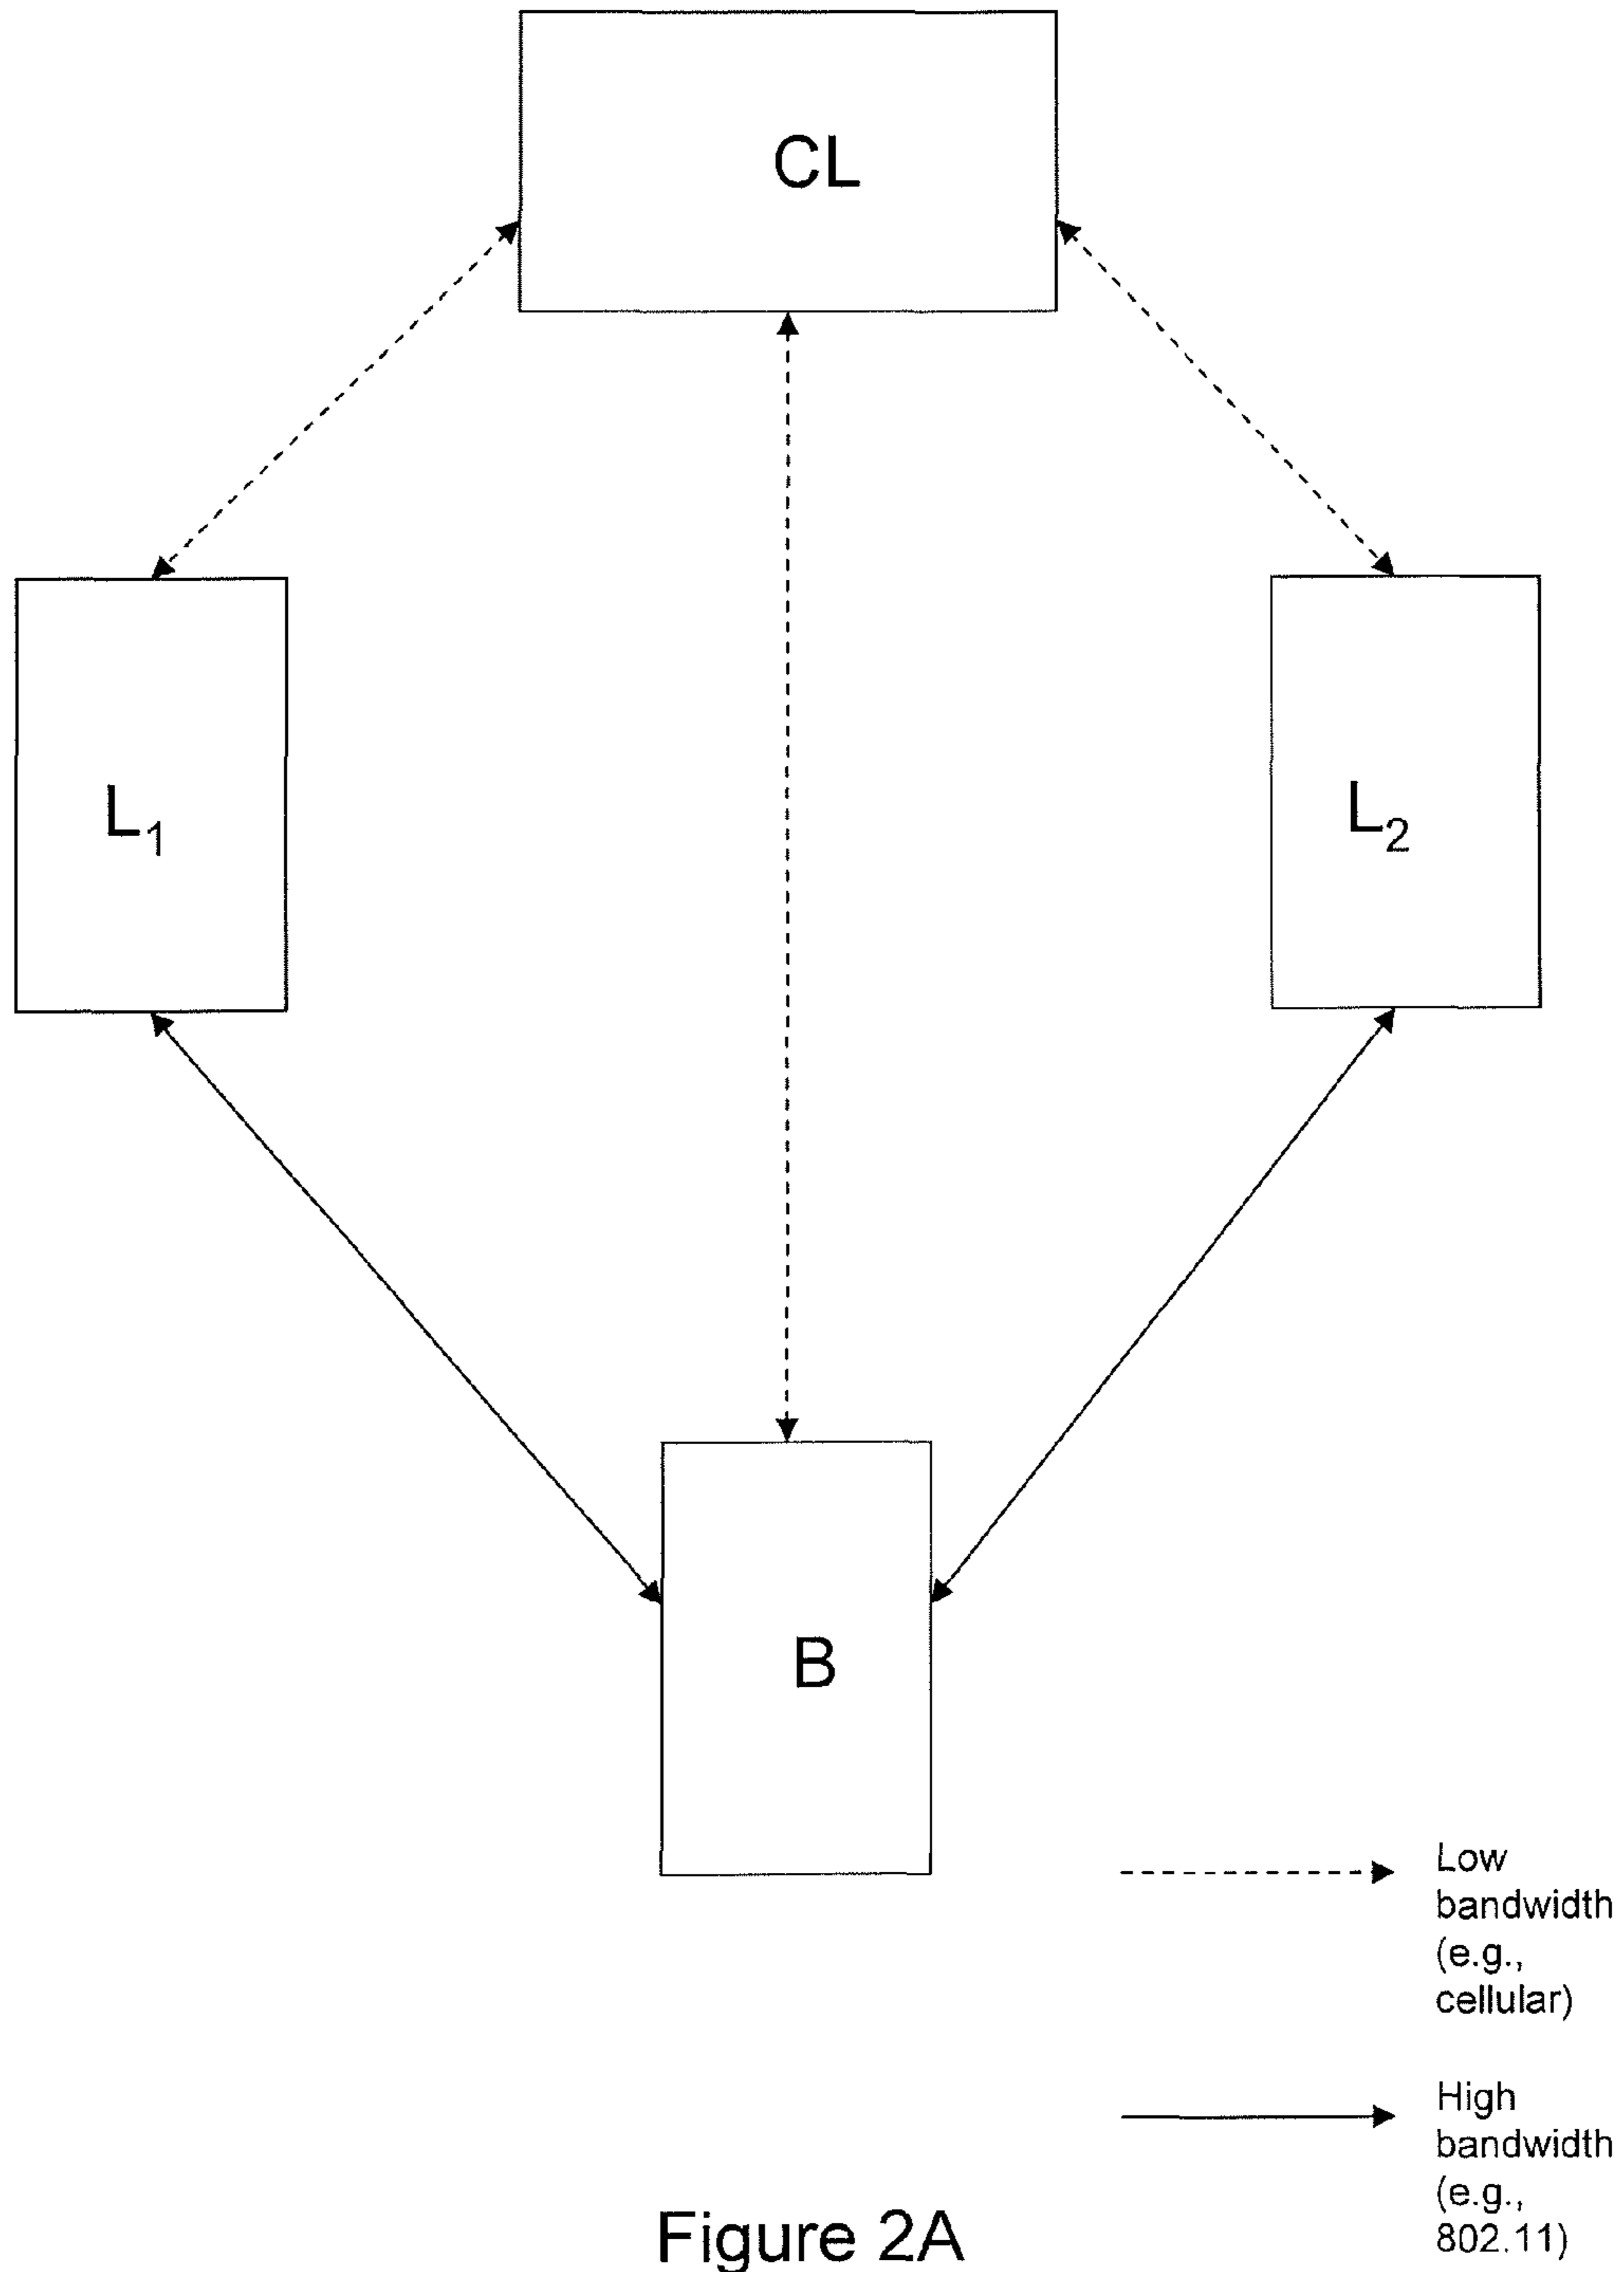 CL
L₁
L₂
B
Low
bandwidth
(e.g.,
cellular)
High
bandwidth
(e.g.,
802.11)
Figure 2A